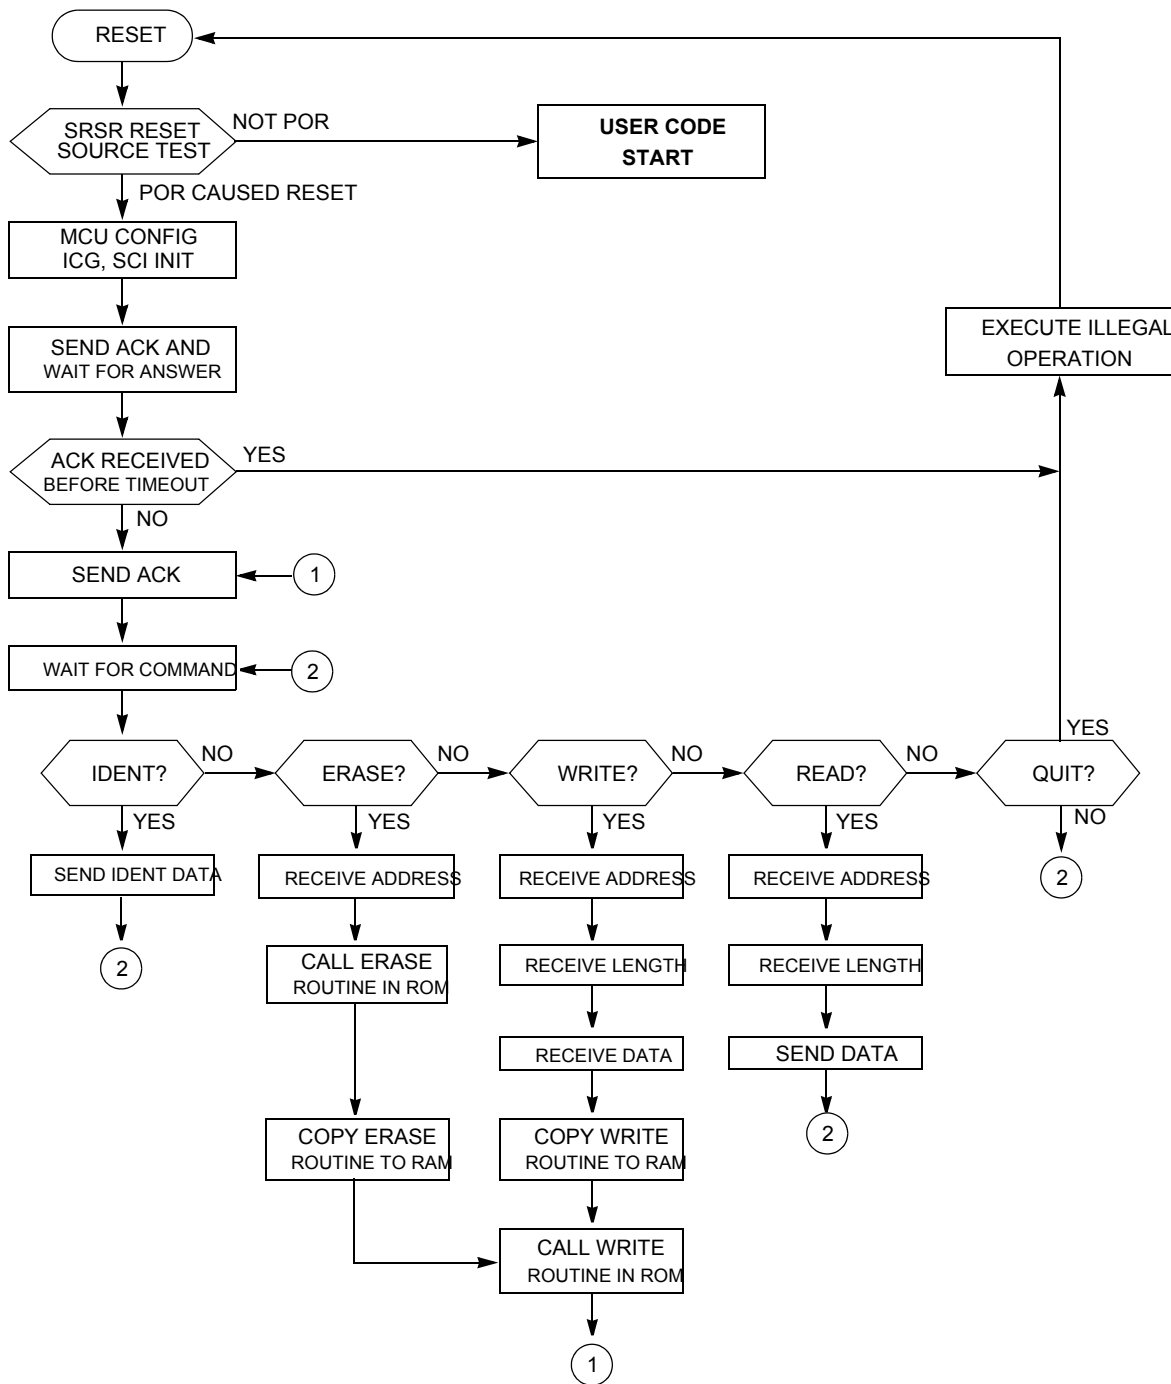 RESET
SRSR RESET
SOURCE TEST
NOT POR
USER CODE
START
POR CAUSED RESET
MCU CONFIG
ICG, SCI INIT
SEND ACK AND
WAIT FOR ANSWER
EXECUTE ILLEGAL
OPERATION
ACK RECEIVED
BEFORE TIMEOUT
YES
NO
SEND ACK
1
WAIT FOR COMMAND
2
IDENT?
NO
ERASE?
NO
WRITE?
NO
READ?
NO
QUIT?
YES
YES
YES
YES
YES
NO
SEND IDENT DATA
RECEIVE ADDRESS
RECEIVE ADDRESS
RECEIVE ADDRESS
2
2
CALL ERASE
ROUTINE IN ROM
RECEIVE LENGTH
RECEIVE LENGTH
RECEIVE DATA
SEND DATA
COPY ERASE
ROUTINE TO RAM
COPY WRITE
ROUTINE TO RAM
2
CALL WRITE
ROUTINE IN ROM
1